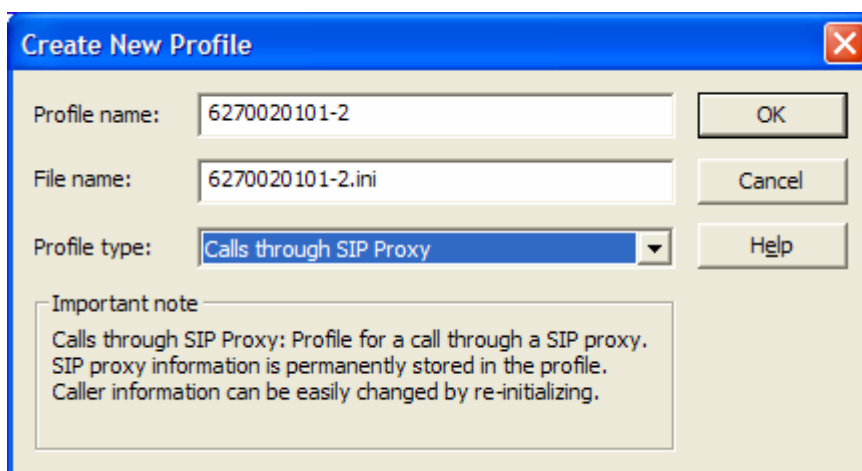 Create New Profile
Profile name: 6270020101-2 OK
File name: 6270020101-2.ini Cancel
Profile type: Calls through SIP Proxy Help
Important note
Calls through SIP Proxy: Profile for a call through a SIP proxy.
SIP proxy information is permanently stored in the profile.
Caller information can be easily changed by re-initializing.